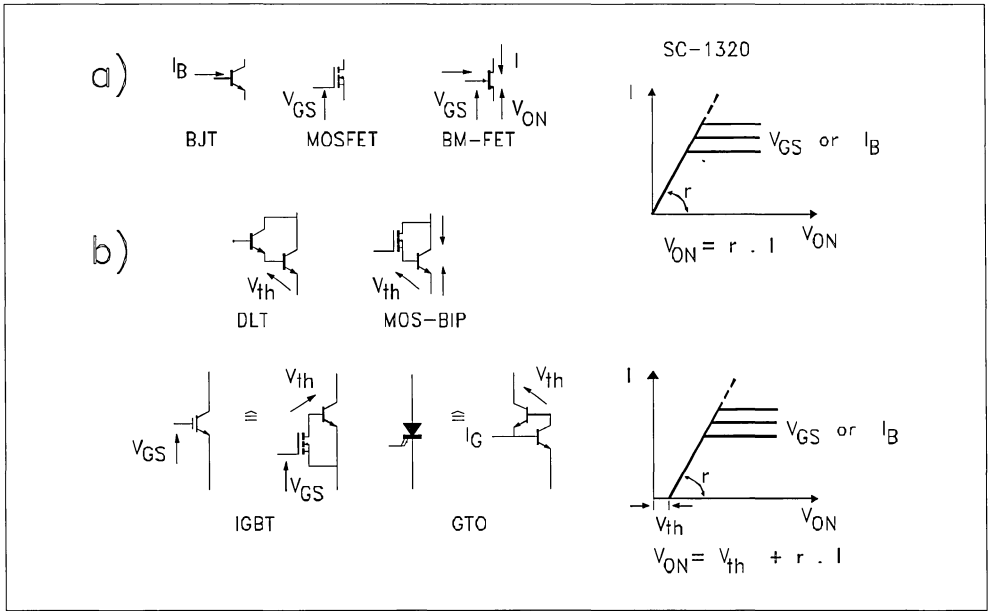 a)
I_B
BJT
V_GS
MOSFET
I
V_GS
V_ON
BM-FET
SC-1320
I
V_GS or I_B
r
V_ON
V_ON = r . I
b)
V_th
DLT
V_th
MOS-BIP
V_GS
≙
V_th
V_GS
IGBT
≙
I_G
V_th
GTO
I
V_GS or I_B
r
V_th
V_ON
V_ON = V_th + r . I